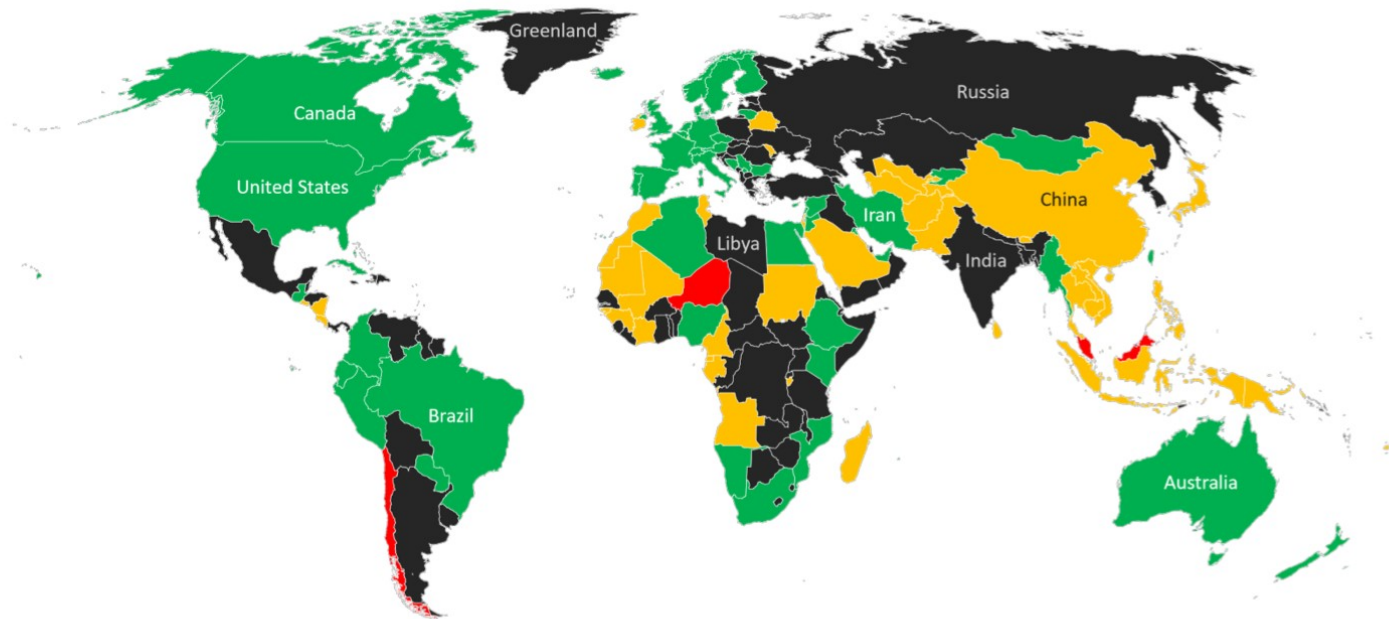 Greenland
Russia
Canada
United States
China
Iran
Libya
India
Brazil
Australia